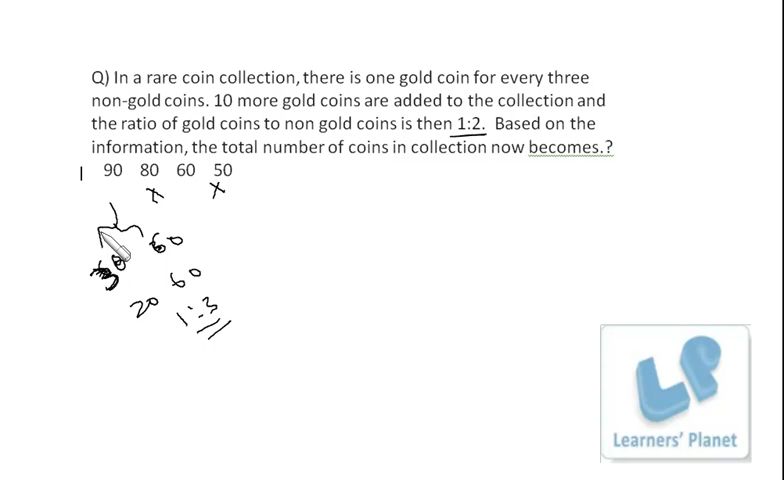 Q) In a rare coin collection, there is one gold coin for every three
non-gold coins. 10 more gold coins are added to the collection and
the ratio of gold coins to non gold coins is then 1:2. Based on the
information, the total number of coins in collection now becomes.?
90 80 60 50
x x
30 60
60
20 1:3
LP
Learners' Planet